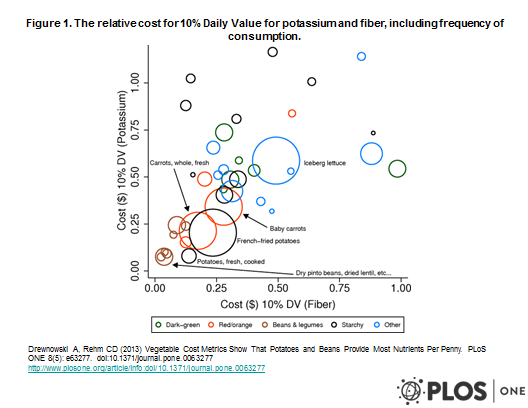 Figure 1. The relative cost for 10% Daily Value for potassium and fiber, including frequency of
consumption.
Cost ($) 10% DV (Potassium)
1.00
0.75
0.50
0.25
0.00
Carrots, whole, fresh
Iceberg lettuce
Baby carrots
French-fried potatoes
Potatoes, fresh, cooked
Dry pinto beans, dried lentil, etc...
0.00 0.25 0.50 0.75 1.00
Cost ($) 10% DV (Fiber)
Dark-green Red/orange Beans & legumes Starchy Other
Drewnowski A, Rehm CD (2013) Vegetable Cost Metrics Show That Potatoes and Beans Provide Most Nutrients Per Penny. PLoS
ONE 8(5): e63277. doi:10.1371/journal.pone.0063277
http://www.plosone.org/article/info:doi/10.1371/journal.pone.0063277
PLOS ONE